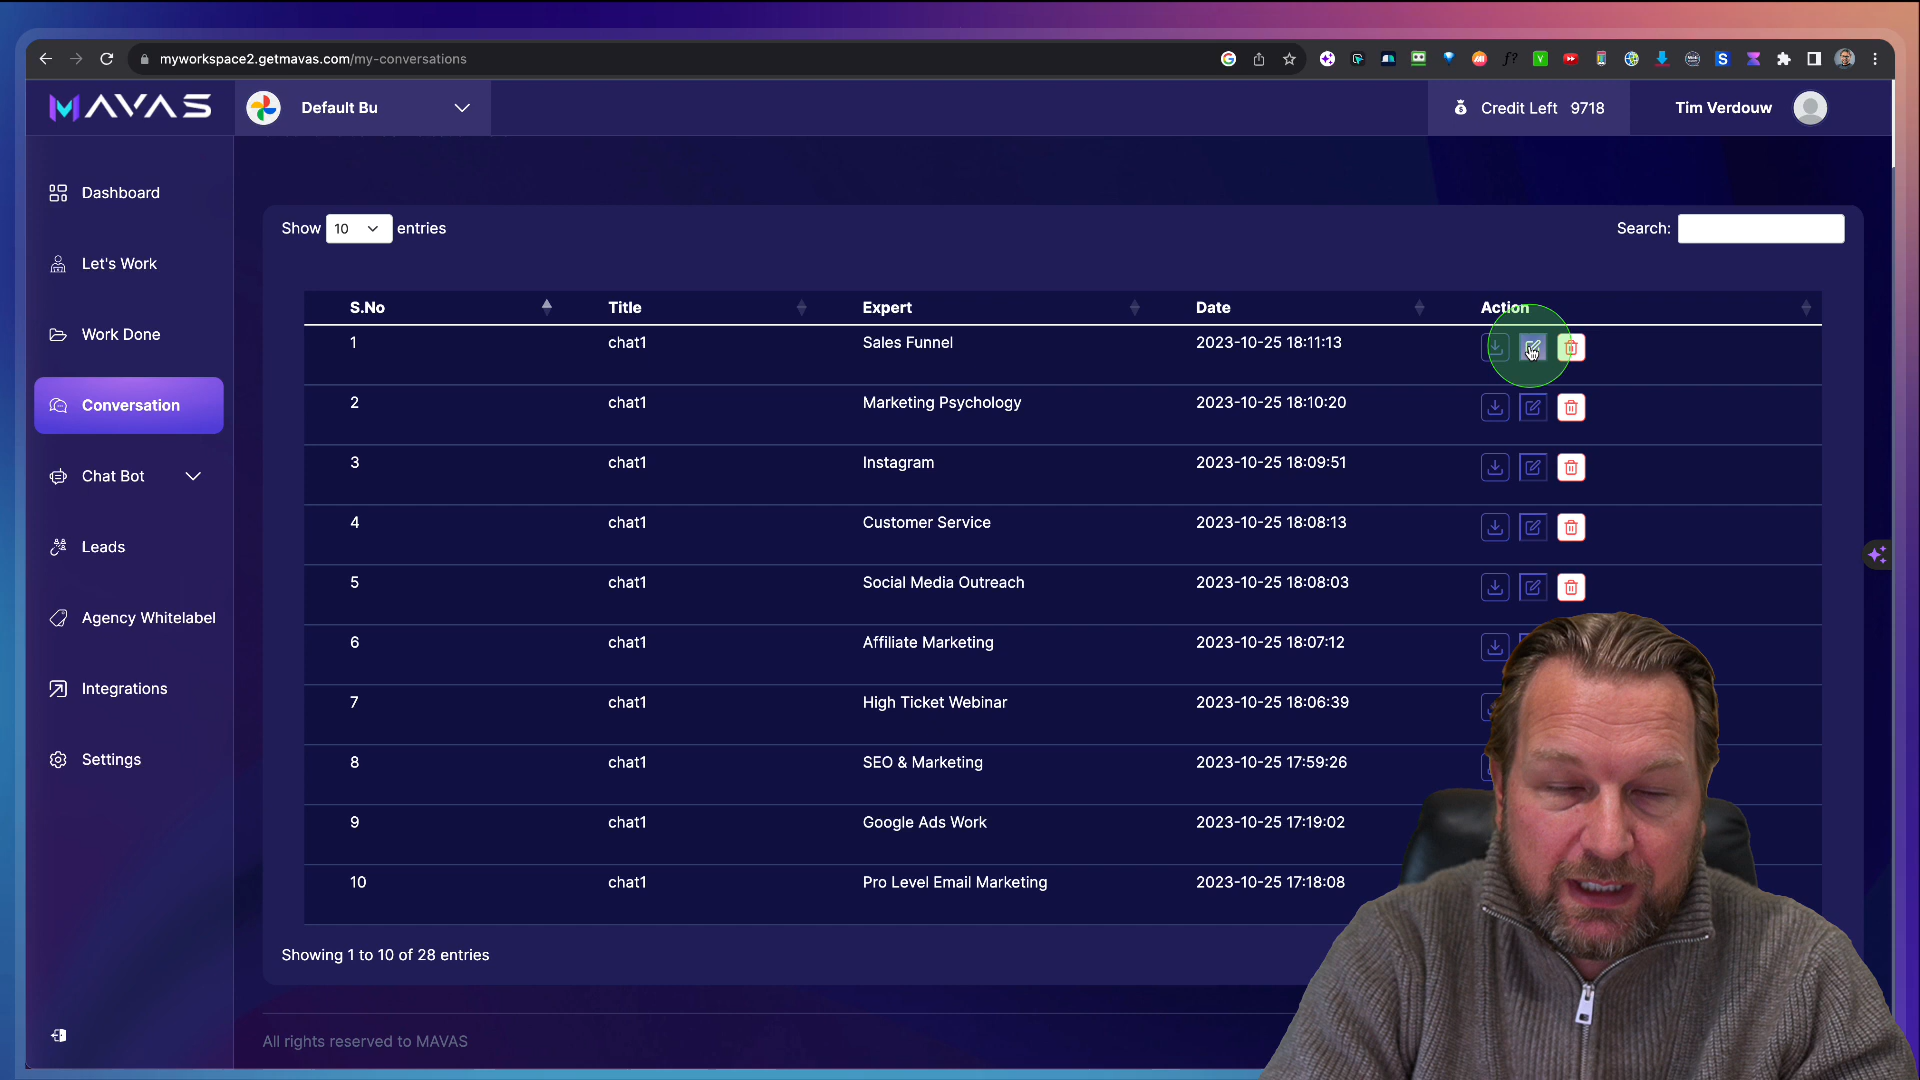 myworkspace2.getmavas.com/my-conversations
MAVAS
Default Bu
Credit Left 9718
Tim Verdouw
Dashboard
Let's Work
Work Done
Conversation
Chat Bot
Leads
Agency Whitelabel
Integrations
Settings
Show 10 entries
Search:
S.No Title Expert Date Action
1 chat1 Sales Funnel 2023-10-25 18:11:13
2 chat1 Marketing Psychology 2023-10-25 18:10:20
3 chat1 Instagram 2023-10-25 18:09:51
4 chat1 Customer Service 2023-10-25 18:08:13
5 chat1 Social Media Outreach 2023-10-25 18:08:03
6 chat1 Affiliate Marketing 2023-10-25 18:07:12
7 chat1 High Ticket Webinar 2023-10-25 18:06:39
8 chat1 SEO & Marketing 2023-10-25 17:59:26
9 chat1 Google Ads Work 2023-10-25 17:19:02
10 chat1 Pro Level Email Marketing 2023-10-25 17:18:08
Showing 1 to 10 of 28 entries
All rights reserved to MAVAS